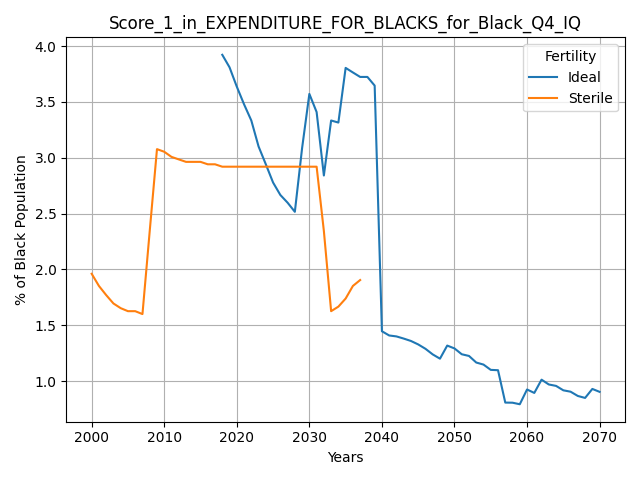 Score_1_in_EXPENDITURE_FOR_BLACKS_for_Black_Q4_IQ
% of Black Population
4.0
3.5
3.0
2.5
2.0
1.5
1.0
Fertility
Ideal
Sterile
2000 2010 2020 2030 2040 2050 2060 2070
Years